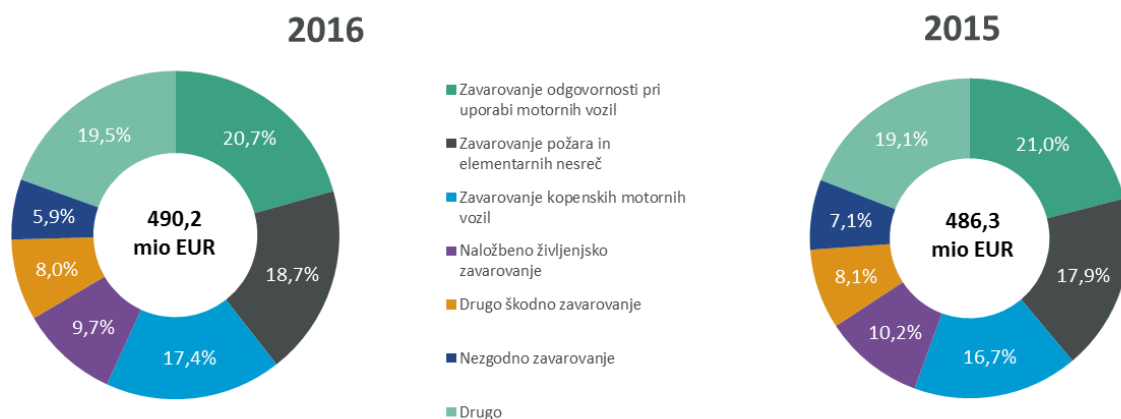 2016
19,5%
20,7%
5,9%
490,2
mio EUR
8,0%
18,7%
9,7%
17,4%
Zavarovanje odgovornosti pri
uporabi motornih vozil
Zavarovanje požara in
elementarnih nesreč
Zavarovanje kopenskih motornih
vozil
Naložbeno življenjsko
zavarovanje
Drugo škodno zavarovanje
Nezgodno zavarovanje
Drugo
2015
19,1%
21,0%
7,1%
486,3
mio EUR
8,1%
17,9%
10,2%
16,7%